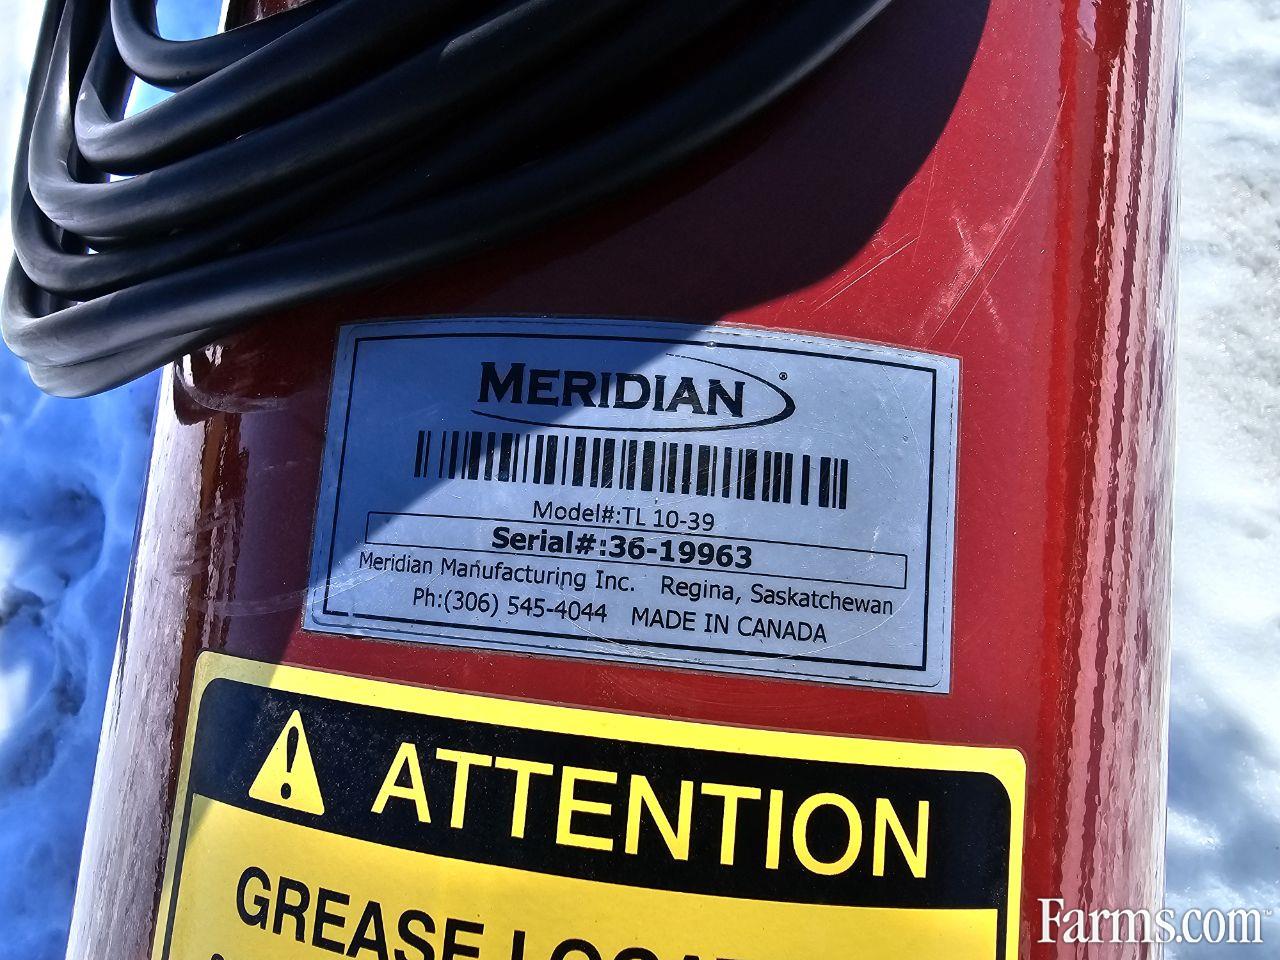 MERIDIAN®
Model#:TL 10-39
Serial#:36-19963
Meridian Manufacturing Inc. Regina, Saskatchewan
Ph:(306) 545-4044 MADE IN CANADA
ATTENTION
GREASE
Farms.com